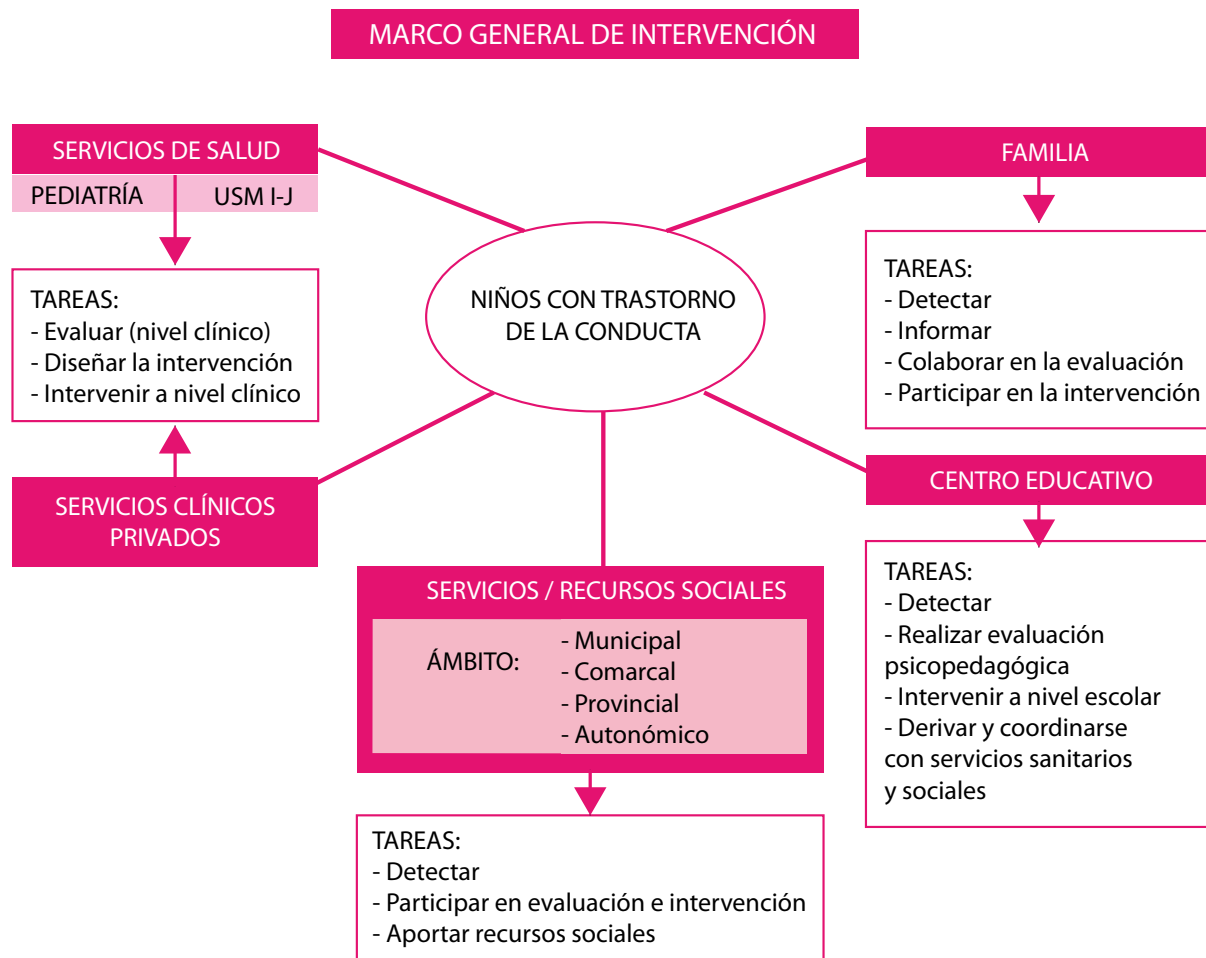 MARCO GENERAL DE INTERVENCIÓN
SERVICIOS DE SALUD
PEDIATRÍA
USM I-J
TAREAS:
- Evaluar (nivel clínico)
- Diseñar la intervención
- Intervenir a nivel clínico
SERVICIOS CLÍNICOS
PRIVADOS
NIÑOS CON TRASTORNO
DE LA CONDUCTA
FAMILIA
TAREAS:
- Detectar
- Informar
- Colaborar en la evaluación
- Participar en la intervención
CENTRO EDUCATIVO
TAREAS:
- Detectar
- Realizar evaluación
psicopedagógica
- Intervenir a nivel escolar
- Derivar y coordinarse
con servicios sanitarios
y sociales
SERVICIOS / RECURSOS SOCIALES
ÁMBITO:
- Municipal
- Comarcal
- Provincial
- Autonómico
TAREAS:
- Detectar
- Participar en evaluación e intervención
- Aportar recursos sociales